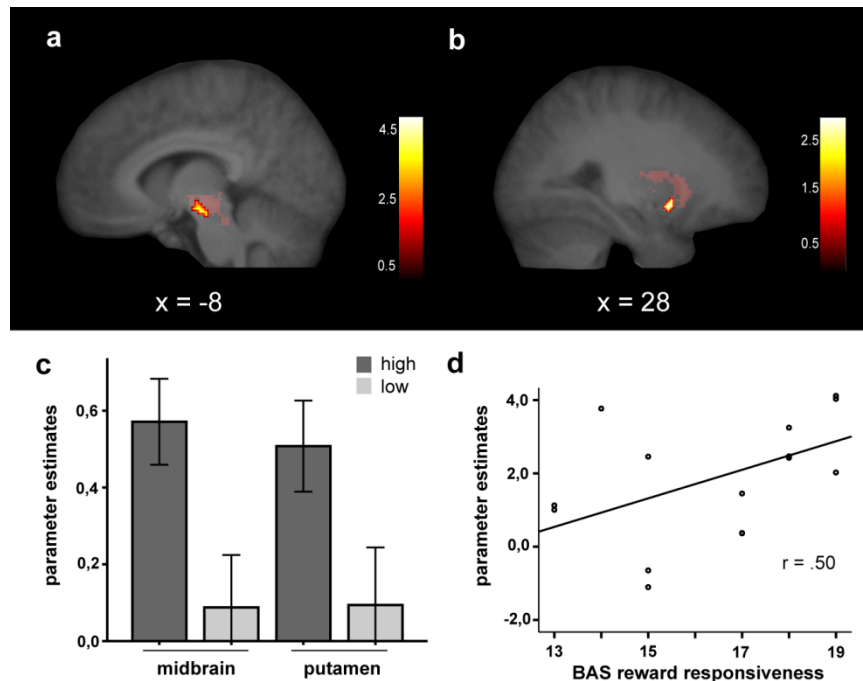 a
b
4.5
2.5
0.5
2.5
1.5
0.5
x = -8
x = 28
c
high
low
parameter estimates
0,6
0,4
0,2
0,0
midbrain
putamen
d
parameter estimates
4,0
2,0
0,0
-2,0
r = .50
13 15 17 19
BAS reward responsiveness